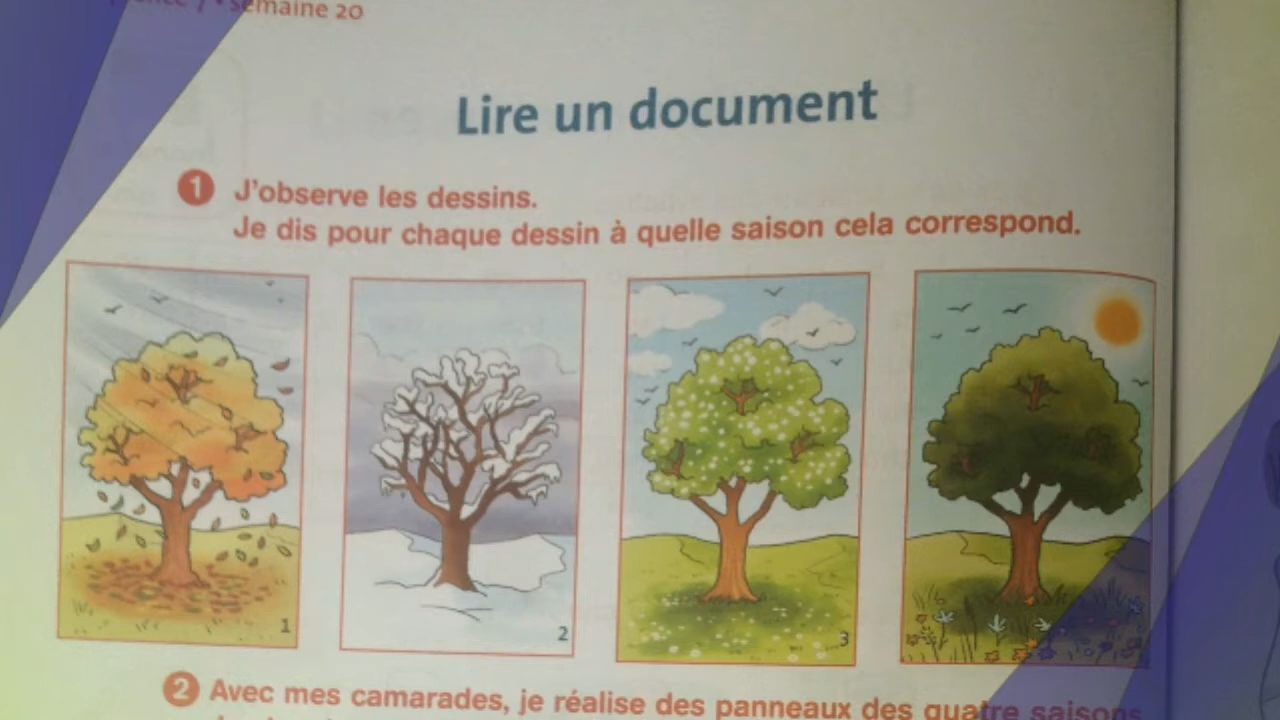 semaine 20
Lire un document
1 J'observe les dessins.
Je dis pour chaque dessin à quelle saison cela correspond.
1
2
3
2 Avec mes camarades, je réalise des panneaux des quatre saisons